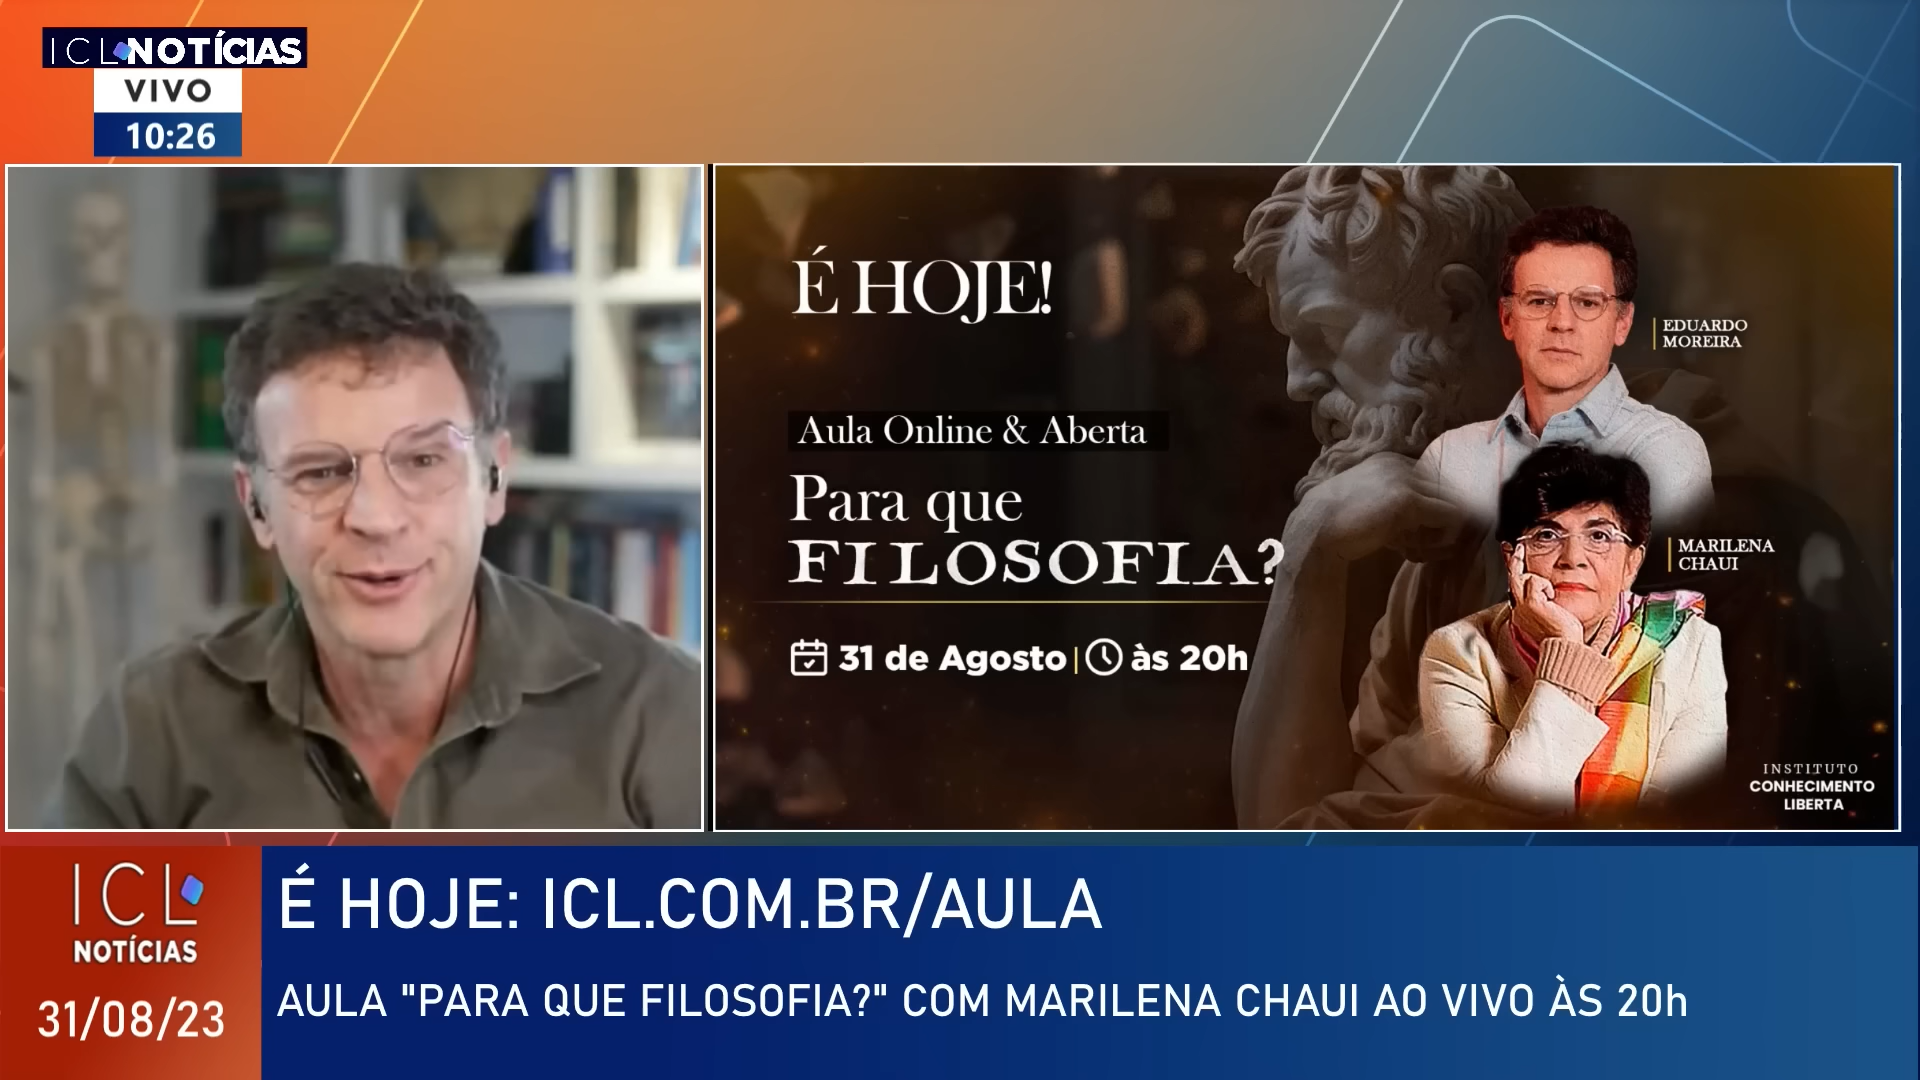 ICL NOTÍCIAS
VIVO
10:26
É HOJE!
Aula Online & Aberta
Para que
FILOSOFIA?
31 de Agosto | às 20h
EDUARDO
MOREIRA
MARILENA
CHAUI
INSTITUTO
CONHECIMENTO
LIBERTA
ICL
NOTÍCIAS
31/08/23
É HOJE: ICL.COM.BR/AULA
AULA "PARA QUE FILOSOFIA?" COM MARILENA CHAUI AO VIVO ÀS 20h